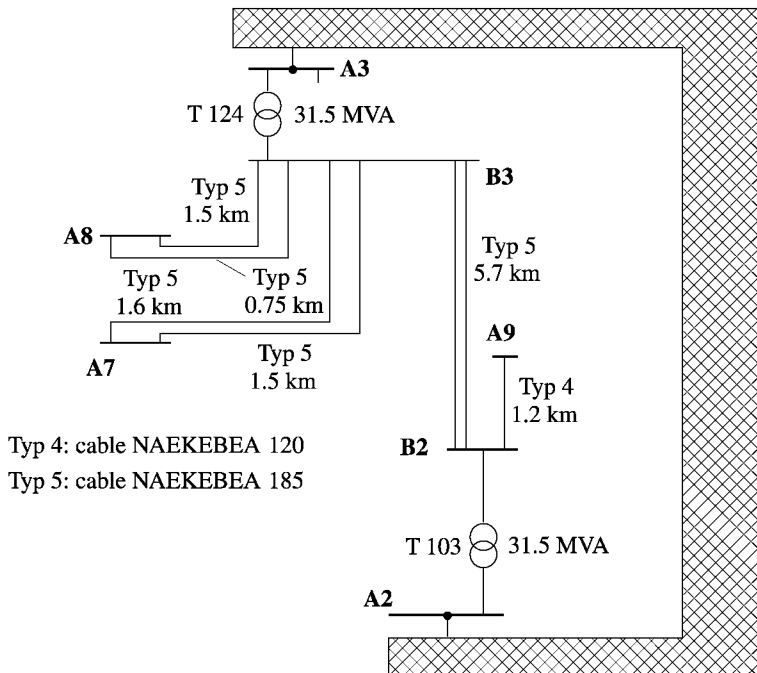 A3
T 124
31.5 MVA
B3
Typ 5
1.5 km
A8
Typ 5
5.7 km
Typ 5
1.6 km
Typ 5
0.75 km
A7
Typ 5
1.5 km
A9
Typ 4
1.2 km
Typ 4: cable NAEKEBEA 120
B2
Typ 5: cable NAEKEBEA 185
T 103
31.5 MVA
A2